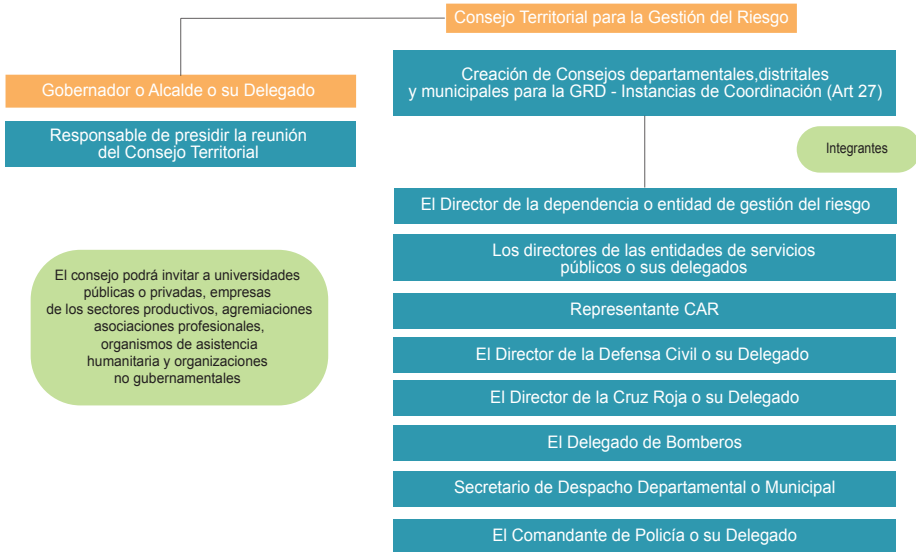 Consejo Territorial para la Gestión del Riesgo
Gobernador o Alcalde o su Delegado
Responsable de presidir la reunión
del Consejo Territorial
Creación de Consejos departamentales,distritales
y municipales para la GRD - Instancias de Coordinación (Art 27)
Integrantes
El Director de la dependencia o entidad de gestión del riesgo
Los directores de las entidades de servicios
públicos o sus delegados
Representante CAR
El Director de la Defensa Civil o su Delegado
El Director de la Cruz Roja o su Delegado
El Delegado de Bomberos
Secretario de Despacho Departamental o Municipal
El Comandante de Policía o su Delegado
El consejo podrá invitar a universidades
públicas o privadas, empresas
de los sectores productivos, agremiaciones
asociaciones profesionales,
organismos de asistencia
humanitaria y organizaciones
no gubernamentales